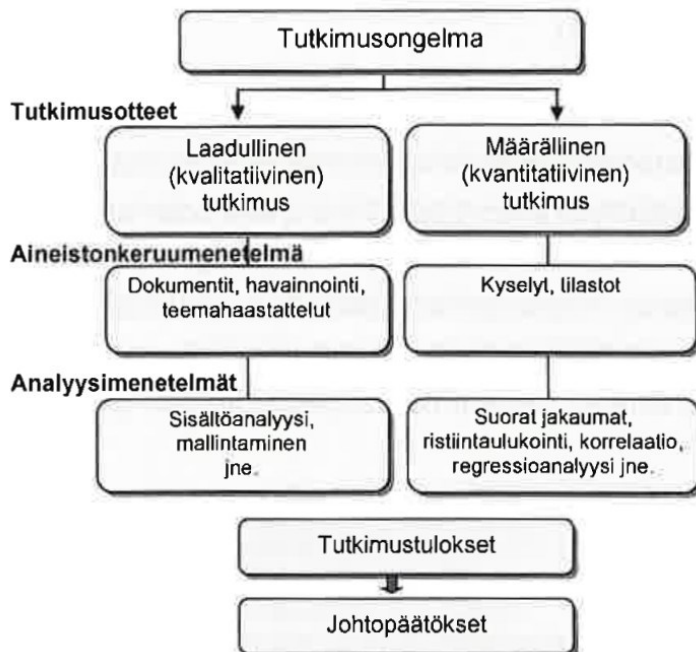 Tutkimusongelma
Tutkimusotteet
Laadullinen
(kvalitatiivinen)
tutkimus
Määrällinen
(kvantitatiivinen)
tutkimus
Aineistonkeruumenetelmä
Dokumentit, havainnointi,
teemahaastattelut
Kyselyt, tilastot
Analyysimenetelmät
Sisältöanalyysi,
mallintaminen
jne.
Suorat jakaumat,
ristiintaulukointi, korrelaatio,
regressioanalyysi jne.
Tutkimustulokset
Johtopäätökset